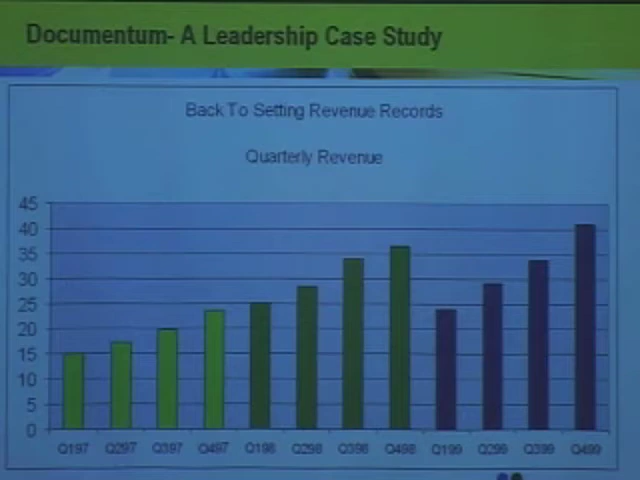 Documentum- A Leadership Case Study
Back To Setting Revenue Records
Quarterly Revenue
45
40
35
30
25
20
15
10
5
0
Q197 Q297 Q397 Q497 Q198 Q298 Q398 Q498 Q199 Q299 Q399 Q499